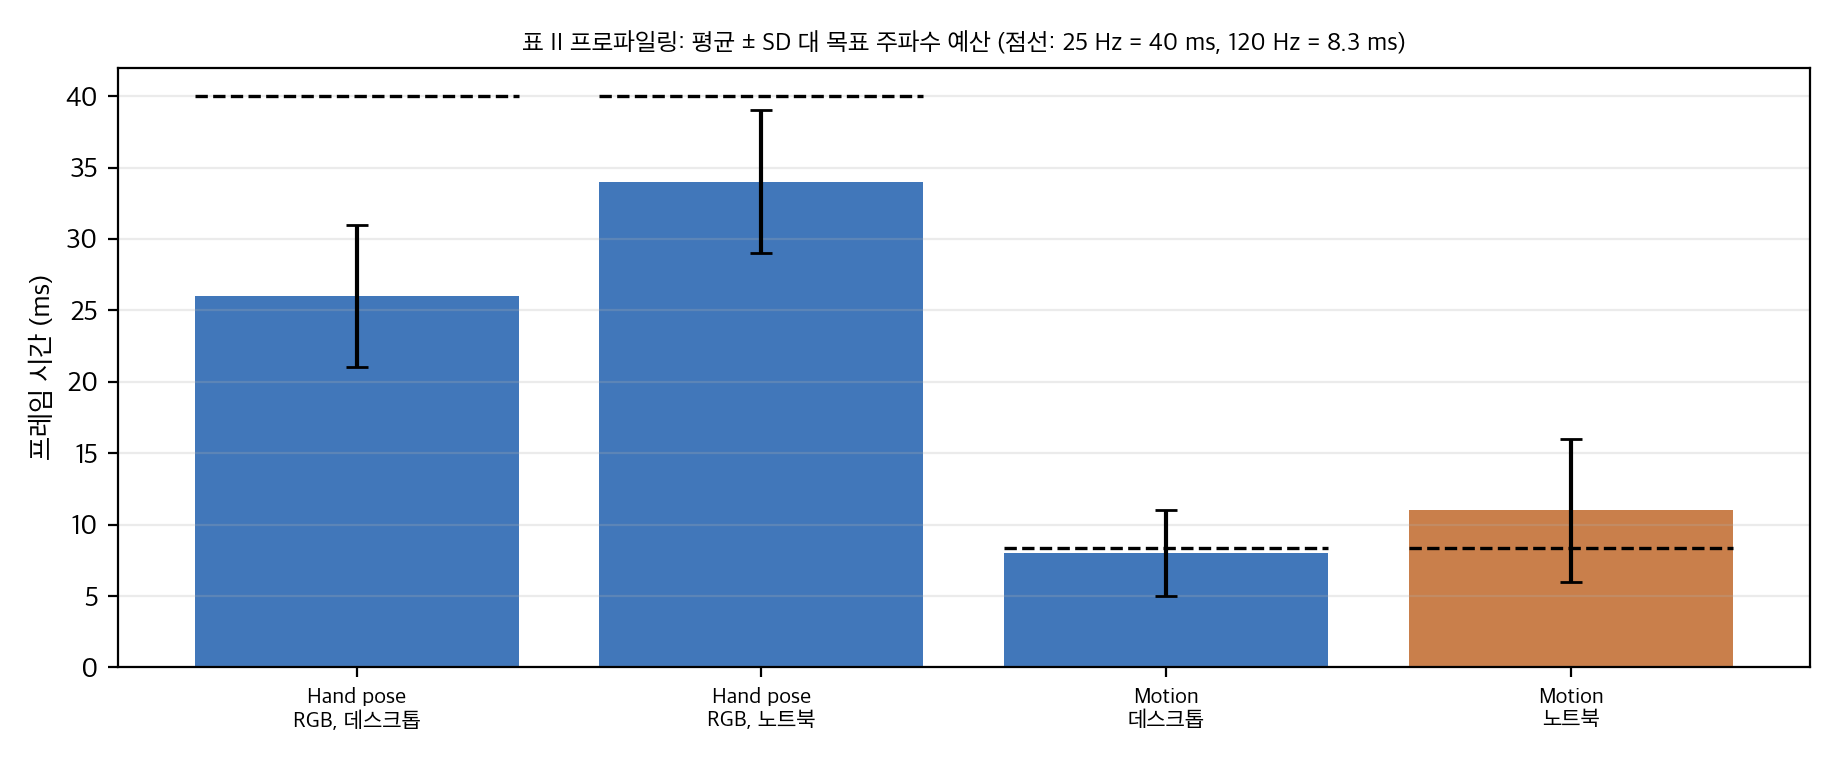 표 II 프로파일링: 평균 ± SD 대 목표 주파수 예산 (점선: 25 Hz = 40 ms, 120 Hz = 8.3 ms)
프레임 시간 (ms)
40
35
30
25
20
15
10
5
0
Hand pose
RGB, 데스크톱
Hand pose
RGB, 노트북
Motion
데스크톱
Motion
노트북